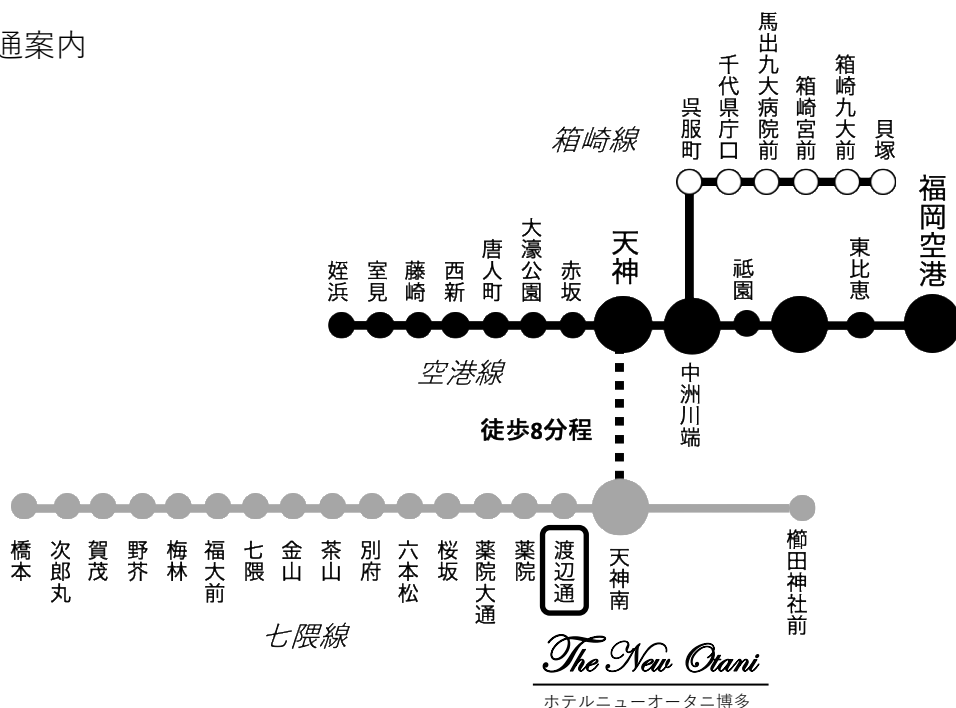 通案内
箱崎線
呉服町
千代県庁口
馬出九大病院前
箱崎宮前
箱崎九大前
貝塚
姪浜
室見
藤崎
西新
唐人町
大濠公園
赤坂
天神
祗園
東比恵
福岡空港
空港線
中洲川端
徒歩8分程
橋本
次郎丸
賀茂
野芥
梅林
福大前
七隈
金山
茶山
別府
六本松
桜坂
薬院大通
薬院
渡辺通
天神南
櫛田神社前
七隈線
The New Otani
ホテルニューオータニ博多